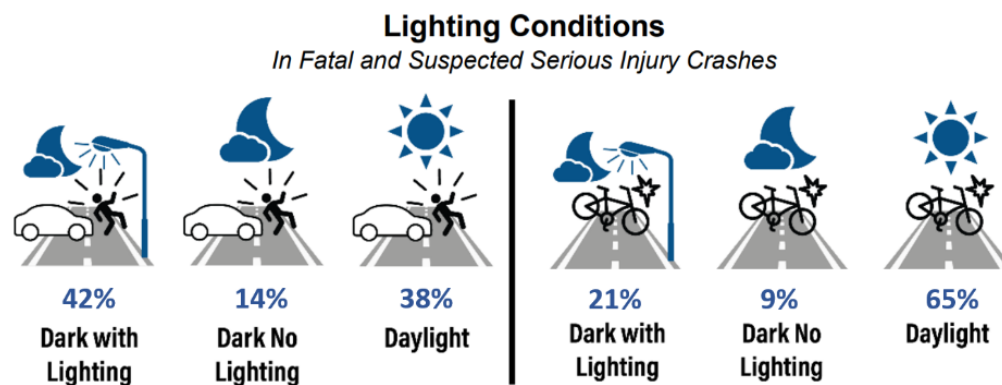 Lighting Conditions
In Fatal and Suspected Serious Injury Crashes
42%
Dark with
Lighting
14%
Dark No
Lighting
38%
Daylight
21%
Dark with
Lighting
9%
Dark No
Lighting
65%
Daylight